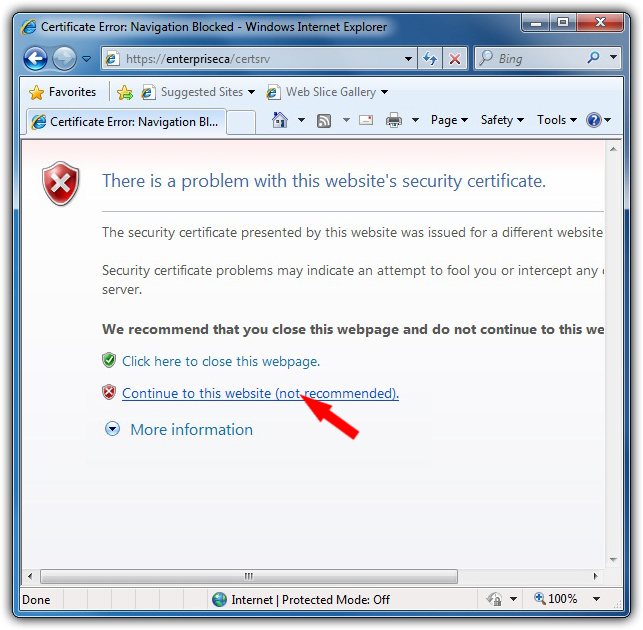 Certificate Error: Navigation Blocked - Windows Internet Explorer
https://enterpriseca/certsrv
Bing
Favorites Suggested Sites Web Slice Gallery
Certificate Error: Navigation Bl... Page Safety Tools
There is a problem with this website's security certificate.
The security certificate presented by this website was issued for a different website
Security certificate problems may indicate an attempt to fool you or intercept any
server.
We recommend that you close this webpage and do not continue to this we
Click here to close this webpage.
Continue to this website (not recommended).
More information
Done Internet | Protected Mode: Off 100%